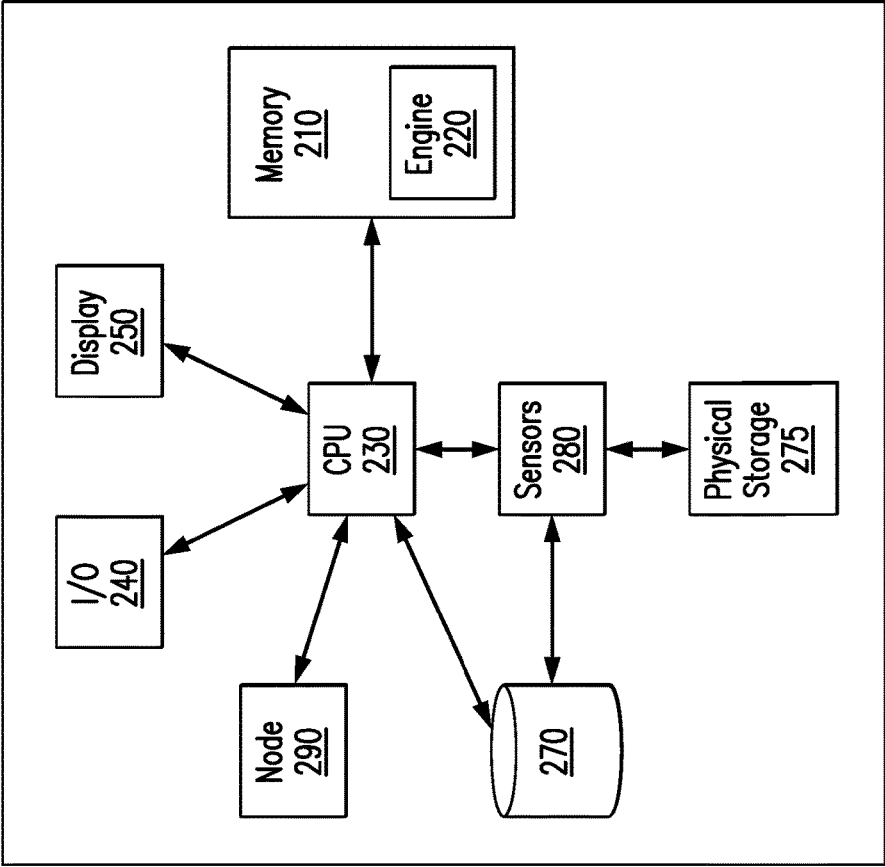 Memory
210
Engine
220
Display
250
I/O
240
CPU
230
Node
290
Sensors
280
270
Physical
Storage
275